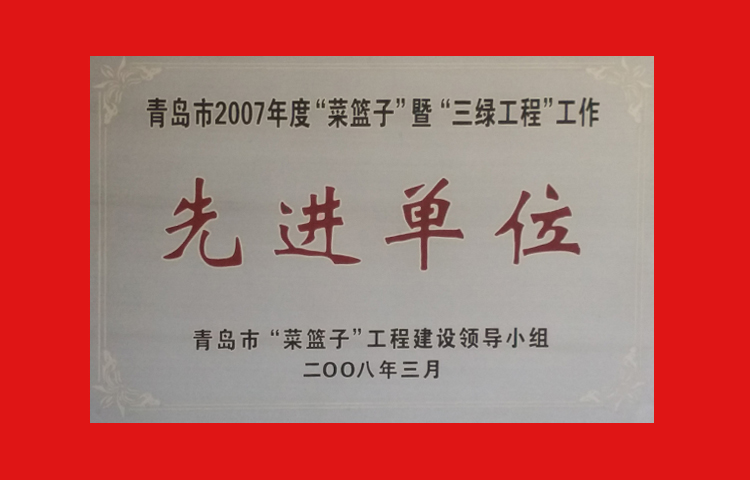 青岛市2007年度“菜篮子”暨“三绿工程”工作
先进单位
青岛市“菜篮子”工程建设领导小组
二OO八年三月